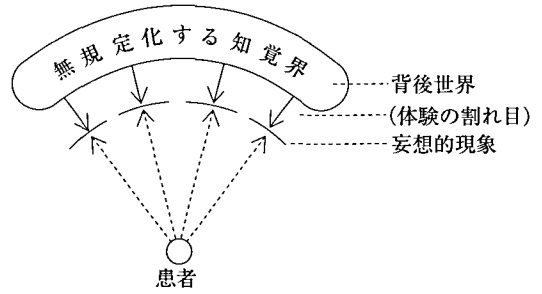 無規定化する知覚界
背後世界
(体験の割れ目)
妄想的現象
患者